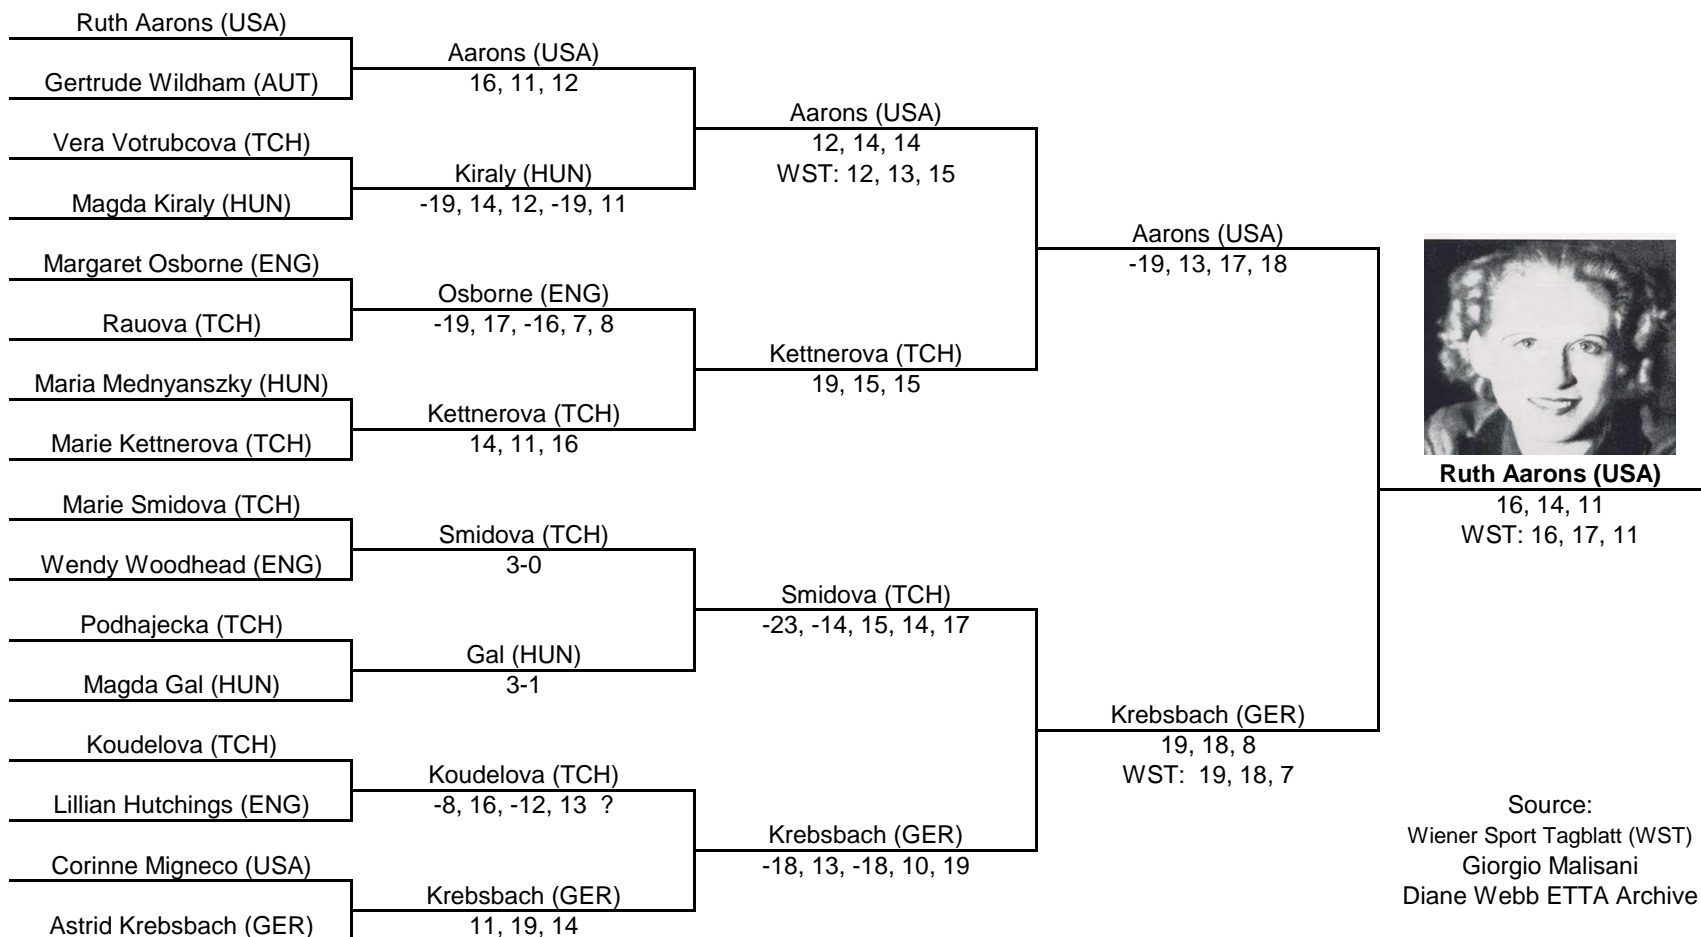 Ruth Aarons (USA)
Gertrude Wildham (AUT)
Vera Votrubcova (TCH)
Magda Kiraly (HUN)
Margaret Osborne (ENG)
Rauova (TCH)
Maria Mednyanszky (HUN)
Marie Kettnerova (TCH)
Marie Smidova (TCH)
Wendy Woodhead (ENG)
Podhajecka (TCH)
Magda Gal (HUN)
Koudelova (TCH)
Lillian Hutchings (ENG)
Corinne Migneco (USA)
Astrid Krebsbach (GER)
Aarons (USA)
16, 11, 12
Kiraly (HUN)
-19, 14, 12, -19, 11
Osborne (ENG)
-19, 17, -16, 7, 8
Kettnerova (TCH)
14, 11, 16
Smidova (TCH)
3-0
Gal (HUN)
3-1
Koudelova (TCH)
-8, 16, -12, 13 ?
Krebsbach (GER)
11, 19, 14
Aarons (USA)
12, 14, 14
WST: 12, 13, 15
Kettnerova (TCH)
19, 15, 15
Smidova (TCH)
-23, -14, 15, 14, 17
Krebsbach (GER)
-18, 13, -18, 10, 19
Aarons (USA)
-19, 13, 17, 18
Krebsbach (GER)
19, 18, 8
WST: 19, 18, 7
Ruth Aarons (USA)
16, 14, 11
WST: 16, 17, 11
Source:
Wiener Sport Tagblatt (WST)
Giorgio Malisani
Diane Webb ETTA Archive